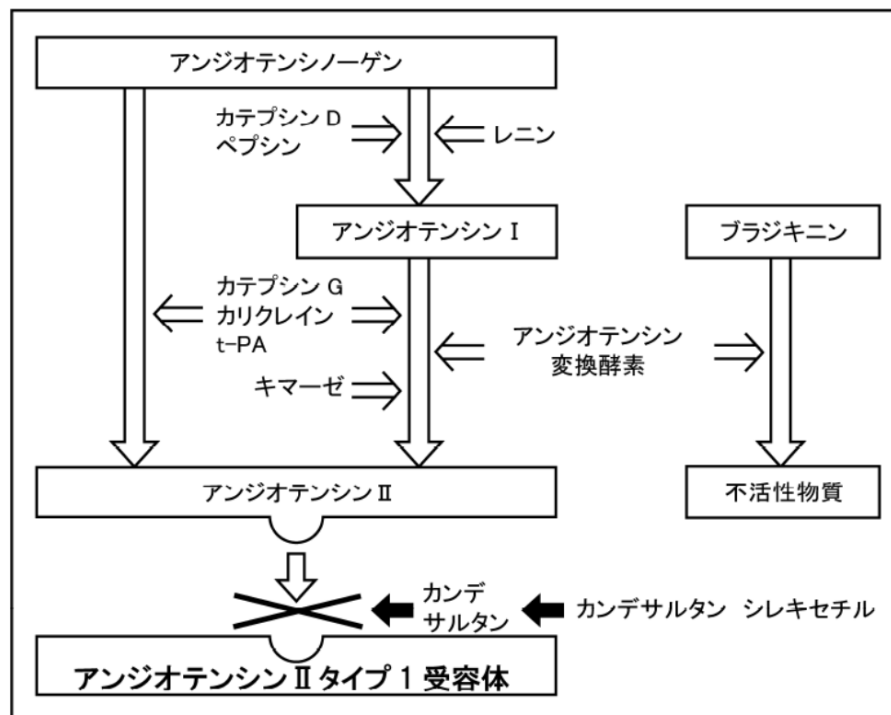 アンジオテンシノーゲン
カテプシン D
ペプシン
レニン
アンジオテンシン Ⅰ
ブラジキニン
カテプシン G
カリクレイン
t-PA
アンジオテンシン
変換酵素
キマーゼ
アンジオテンシン Ⅱ
不活性物質
カンデ
サルタン
カンデサルタン シレキセチル
アンジオテンシン Ⅱ タイプ 1 受容体